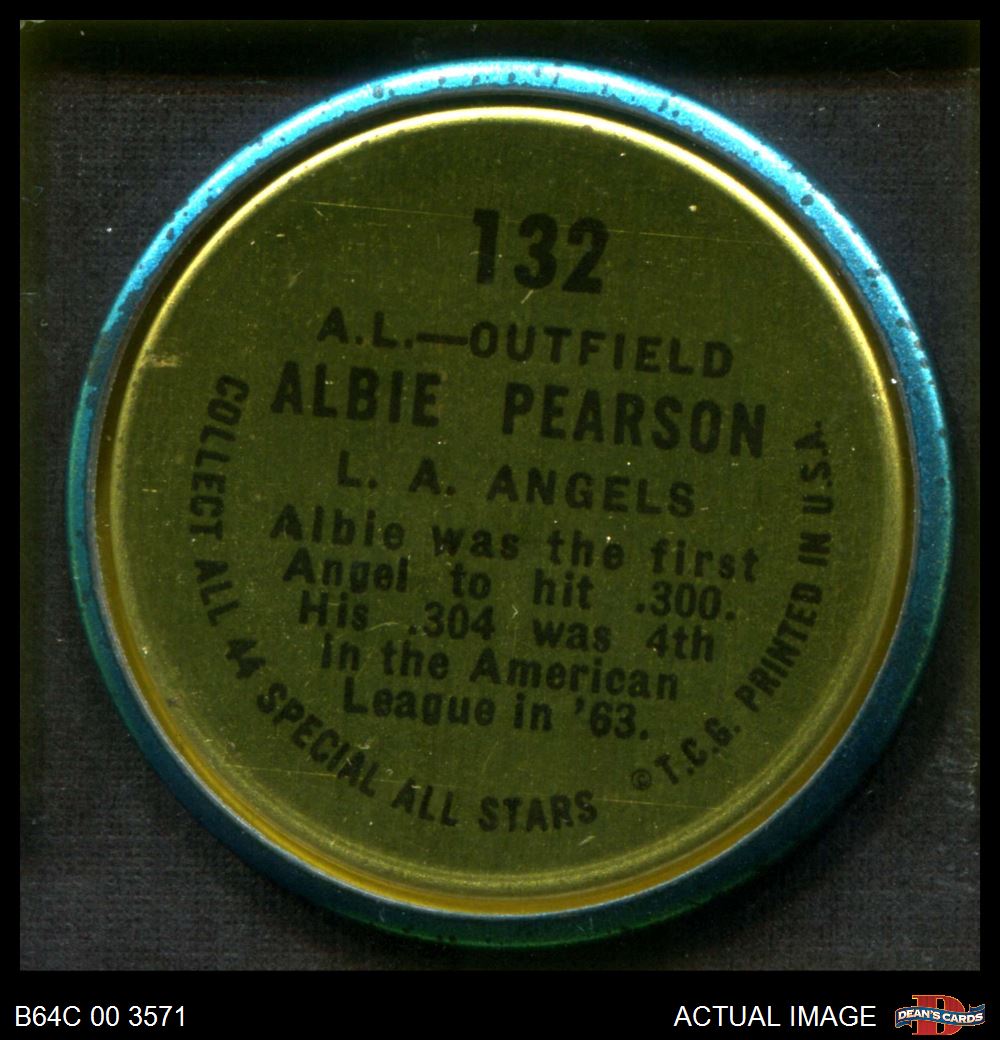 132
A.L.—OUTFIELD
ALBIE PEARSON
L. A. ANGELS
Albie was the first
Angel to hit .300.
His .304 was 4th
in the American
League in '63.
COLLECT ALL 44 SPECIAL ALL STARS
© T.C.G. PRINTED IN U.S.A.
B64C 00 3571
ACTUAL IMAGE
D
DEAN'S CARDS